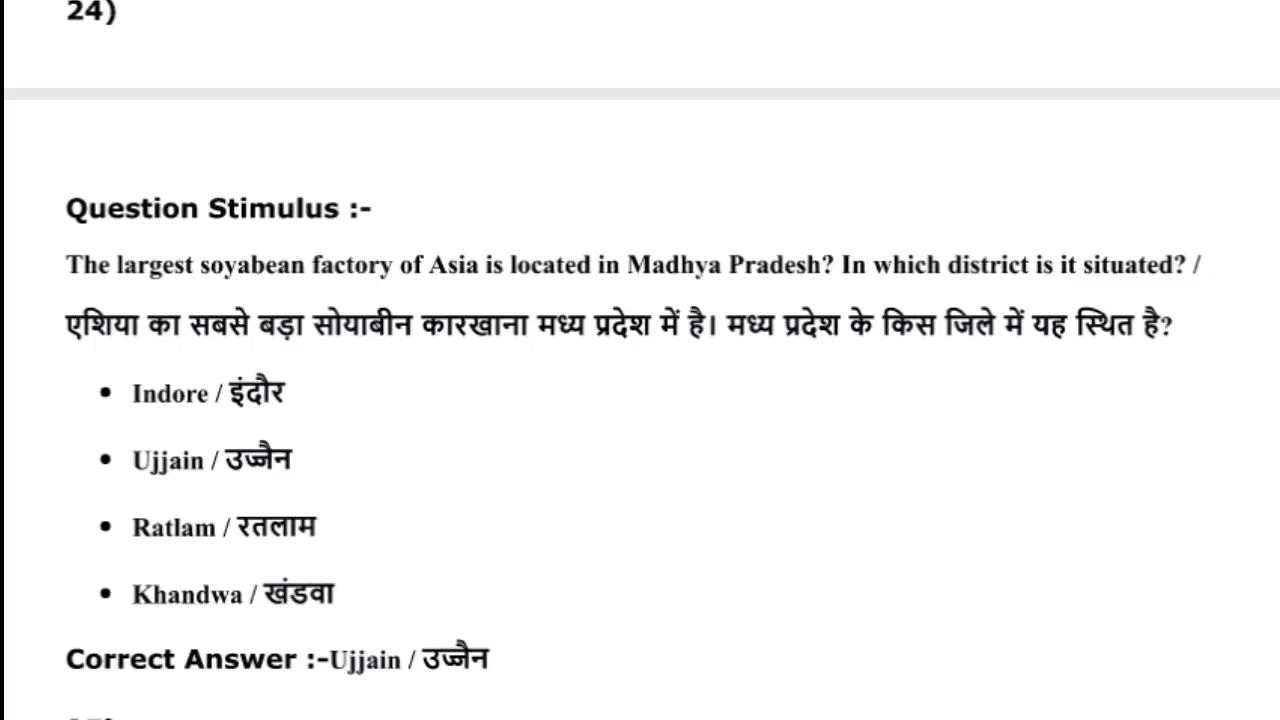 24)
Question Stimulus :-
The largest soyabean factory of Asia is located in Madhya Pradesh? In which district is it situated? /
एशिया का सबसे बड़ा सोयाबीन कारखाना मध्य प्रदेश में है। मध्य प्रदेश के किस जिले में यह स्थित है?
• Indore / इंदौर
• Ujjain / उज्जैन
• Ratlam / रतलाम
• Khandwa / खंडवा
Correct Answer :-Ujjain / उज्जैन